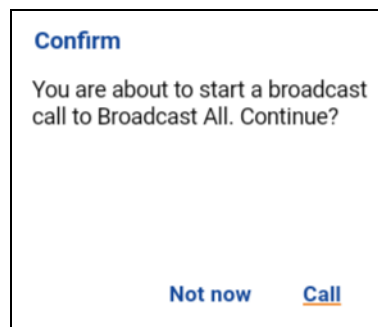 Confirm
You are about to start a broadcast
call to Broadcast All. Continue?
Not now Call